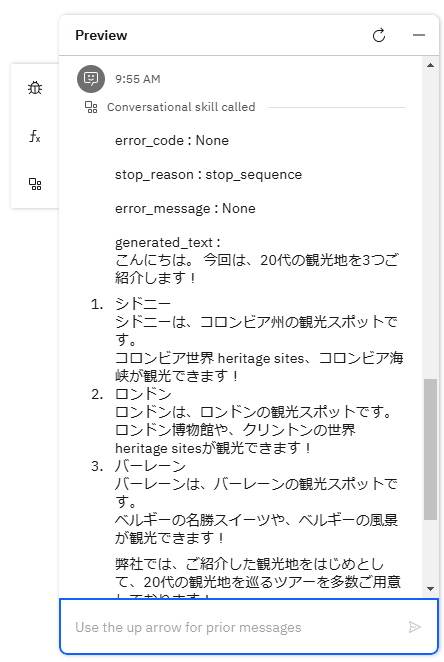 Preview
9:55 AM
Conversational skill called
error_code : None
stop_reason : stop_sequence
error_message : None
generated_text :
こんにちは。 今回は、20代の観光地を3つご
紹介します！
1. シドニー
シドニーは、コロンビア州の観光スポットで
す。
コロンビア世界 heritage sites、コロンビア海
峡が観光できます！
2. ロンドン
ロンドンは、ロンドンの観光スポットです。
ロンドン博物館や、クリントンの世界
heritage sitesが観光できます！
3. バーレーン
バーレーンは、バーレーンの観光スポットで
す。
ベルギーの名勝スイーツや、ベルギーの風景
が観光できます！
弊社では、ご紹介した観光地をはじめとし
て、20代の観光地を巡るツアーを多数ご用意
しております！
Use the up arrow for prior messages